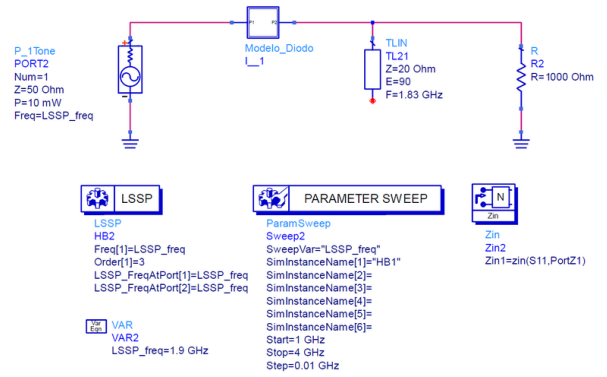 P_1Tone
PORT2
Num=1
Z=50 Ohm
P=10 mW
Freq=LSSP_freq
P1
P2
Modelo_Diodo
I__1
TLIN
TL21
Z=20 Ohm
E=90
F=1.83 GHz
R
R2
R=1000 Ohm
LSSP
LSSP
HB2
Freq[1]=LSSP_freq
Order[1]=3
LSSP_FreqAtPort[1]=LSSP_freq
LSSP_FreqAtPort[2]=LSSP_freq
Var
Eqn
VAR
VAR2
LSSP_freq=1.9 GHz
PARAMETER SWEEP
ParamSweep
Sweep2
SweepVar="LSSP_freq"
SimInstanceName[1]="HB1"
SimInstanceName[2]=
SimInstanceName[3]=
SimInstanceName[4]=
SimInstanceName[5]=
SimInstanceName[6]=
Start=1 GHz
Stop=4 GHz
Step=0.01 GHz
N
Zin
Zin
Zin2
Zin1=zin(S11,PortZ1)